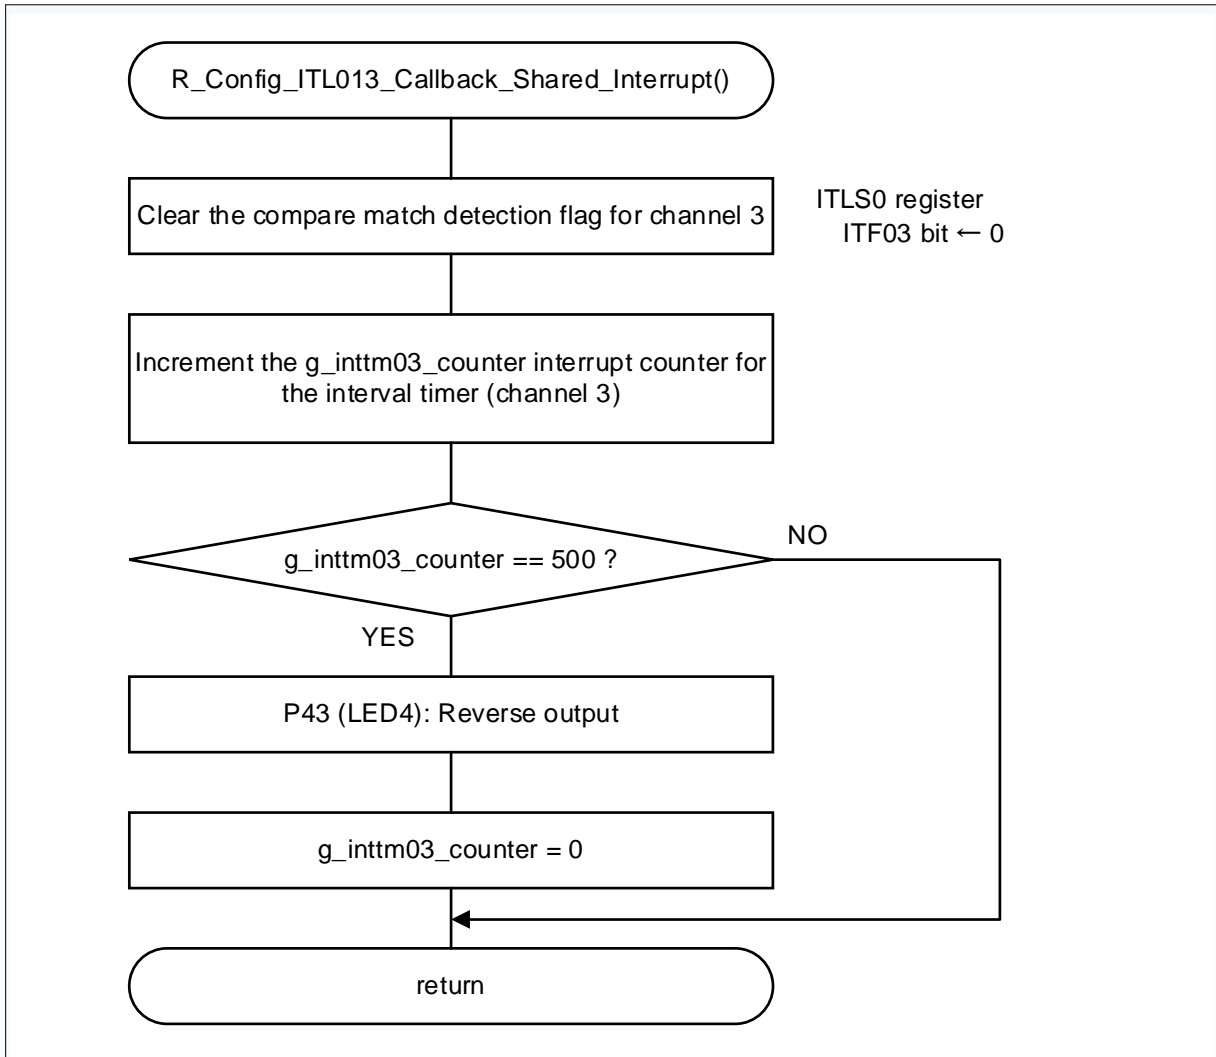 R_Config_ITL013_Callback_Shared_Interrupt()
Clear the compare match detection flag for channel 3
ITLS0 register
ITF03 bit ← 0
Increment the g_inttm03_counter interrupt counter for
the interval timer (channel 3)
g_inttm03_counter == 500 ?
NO
YES
P43 (LED4): Reverse output
g_inttm03_counter = 0
return